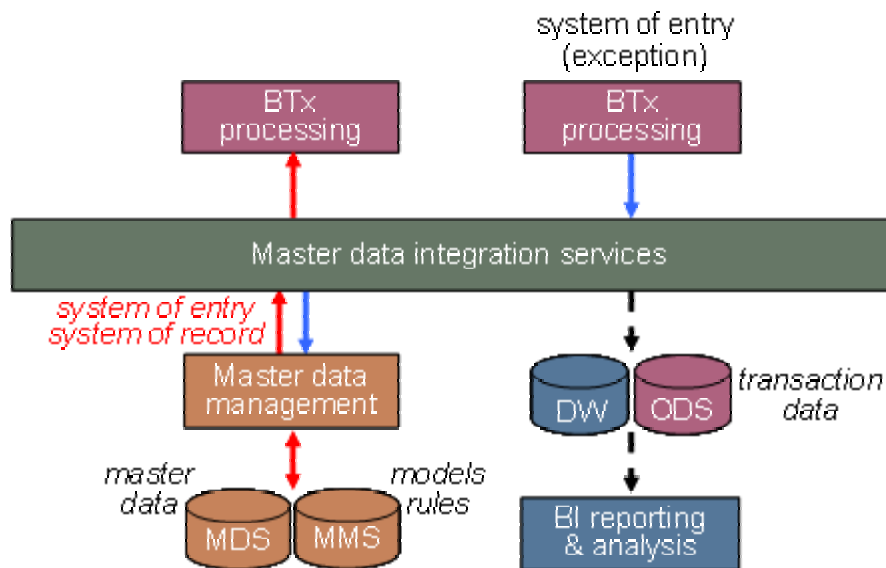 system of entry
(exception)
BTx
processing
BTx
processing
Master data integration services
system of entry
system of record
Master data
management
DW
ODS
transaction
data
master
data
models
rules
MDS
MMS
BI reporting
& analysis